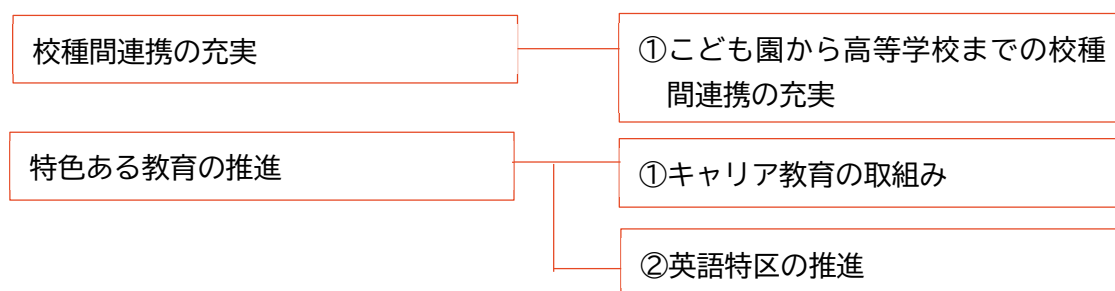 校種間連携の充実
①こども園から高等学校までの校種
間連携の充実
特色ある教育の推進
①キャリア教育の取組み
②英語特区の推進